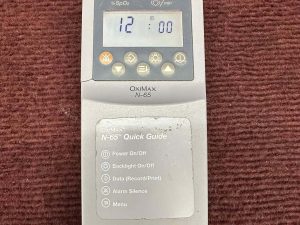 %SpO₂
12 :00
OXIMAX
N-65
N-65™ Quick Guide
Power On/Off
Backlight On/Off
Data (Record/Print)
Alarm Silence
Menu